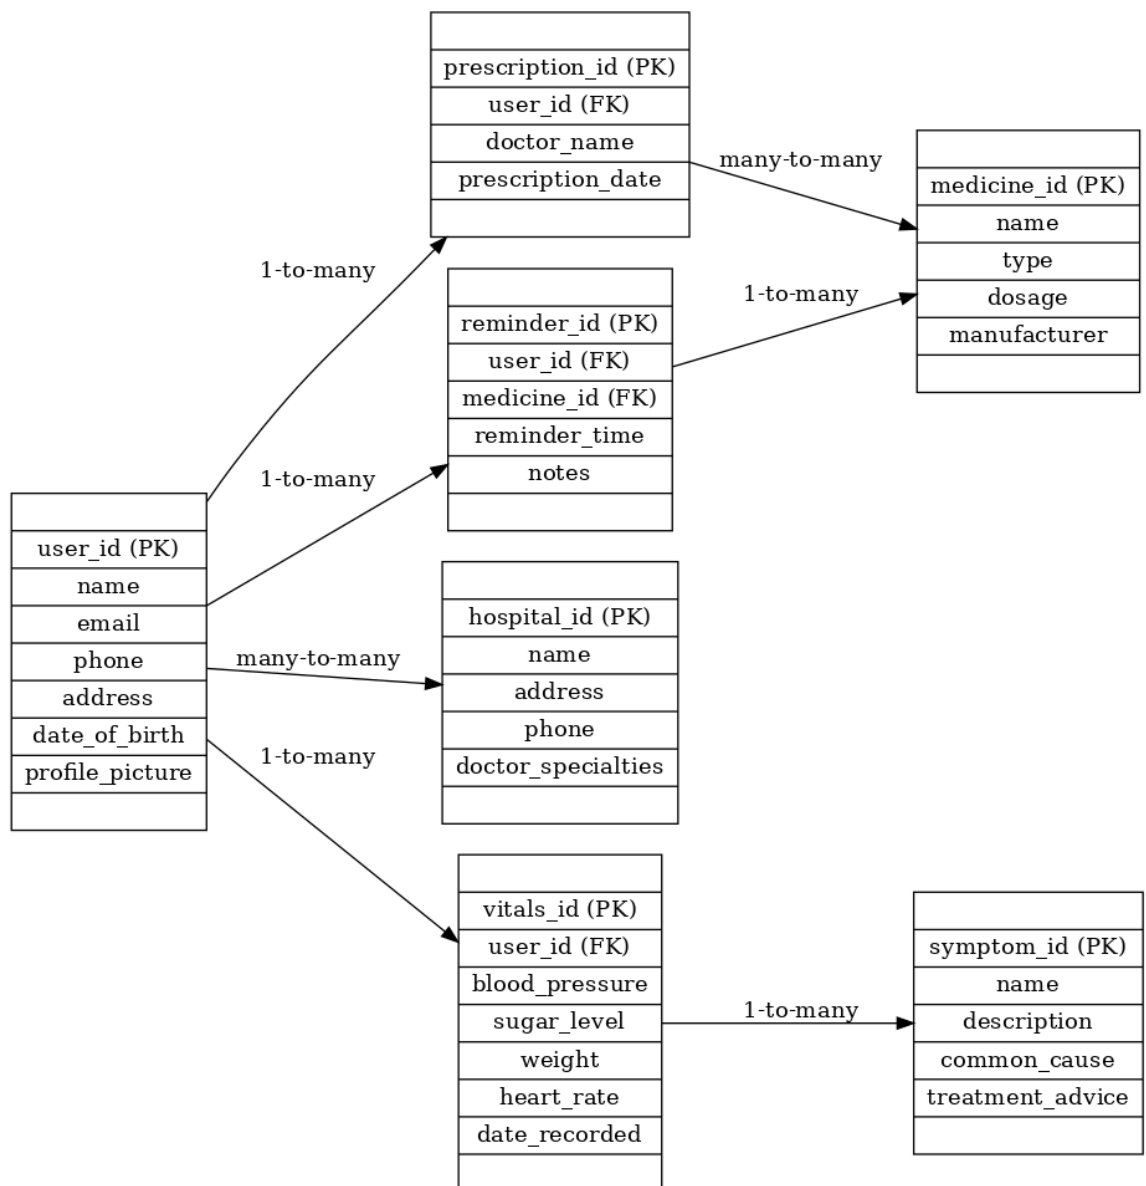 prescription_id (PK)
user_id (FK)
doctor_name
prescription_date
many-to-many
medicine_id (PK)
name
type
dosage
manufacturer
1-to-many
reminder_id (PK)
user_id (FK)
medicine_id (FK)
reminder_time
notes
1-to-many
1-to-many
user_id (PK)
name
email
phone
address
date_of_birth
profile_picture
many-to-many
hospital_id (PK)
name
address
phone
doctor_specialties
1-to-many
vitals_id (PK)
user_id (FK)
blood_pressure
sugar_level
weight
heart_rate
date_recorded
1-to-many
symptom_id (PK)
name
description
common_cause
treatment_advice